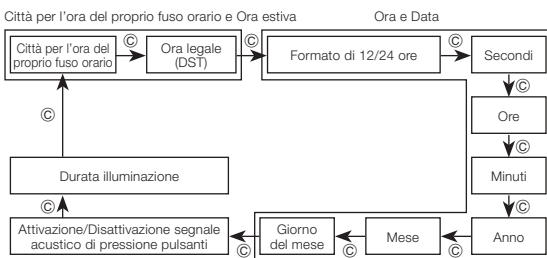 Città per l'ora del proprio fuso orario e Ora estiva
Ora e Data
Città per l'ora del
proprio fuso orario
Ⓒ
Ora legale
(DST)
Ⓒ
Formato di 12/24 ore
Ⓒ
Secondi
Ⓒ
Ore
Ⓒ
Minuti
Ⓒ
Anno
Ⓒ
Mese
Ⓒ
Giorno
del mese
Ⓒ
Attivazione/Disattivazione segnale
acustico di pressione pulsanti
Ⓒ
Durata illuminazione
Ⓒ